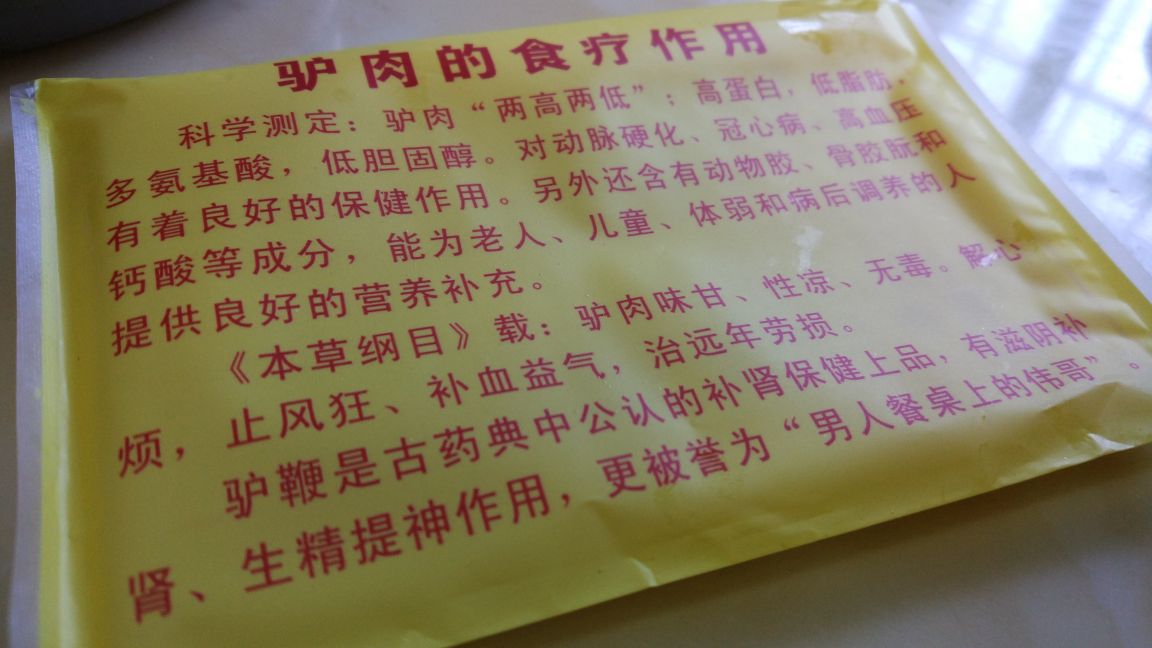 驴肉的食疗作用
科学测定：驴肉“两高两低”；高蛋白，低脂肪，
多氨基酸，低胆固醇。对动脉硬化、冠心病、高血压
有着良好的保健作用。另外还含有动物胶、骨胶朊和
钙酸等成分，能为老人、儿童、体弱和病后调养的人
提供良好的营养补充。
《本草纲目》载：驴肉味甘、性凉、无毒。解心
烦，止风狂、补血益气，治远年劳损。
驴鞭是古药典中公认的补肾保健上品，有滋阴补
肾、生精提神作用，更被誉为“男人餐桌上的伟哥”。